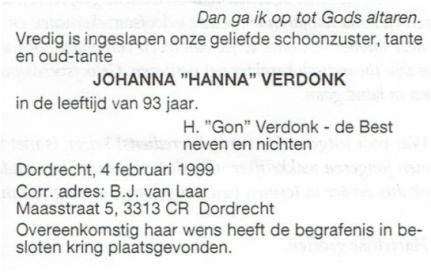 Dan ga ik op tot Gods altaren.
Vredig is ingeslapen onze geliefde schoonzuster, tante
en oud-tante
JOHANNA "HANNA" VERDONK
in de leeftijd van 93 jaar.
H. "Gon" Verdonk - de Best
neven en nichten
Dordrecht, 4 februari 1999
Corr. adres: B.J. van Laar
Maasstraat 5, 3313 CR Dordrecht
Overeenkomstig haar wens heeft de begrafenis in be-
sloten kring plaatsgevonden.